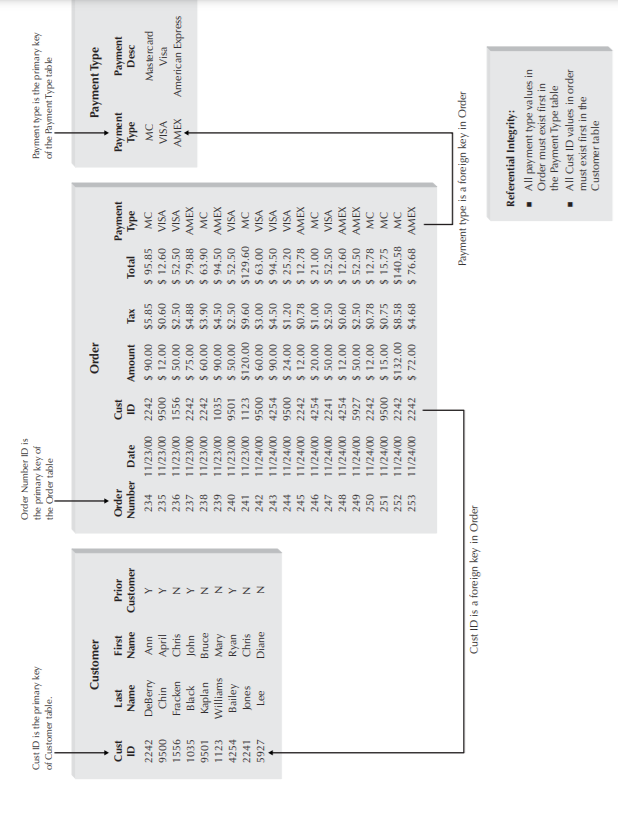 Cust ID is the primary key
of Customer table.
Customer
Cust ID Last Name First Name Prior Customer
2242 DeBerry Ann Y
9500 Chin April Y
1556 Fracken Chris N
1035 Black John Y
9501 Kaplan Bruce N
1123 Williams Mary N
4254 Bailey Ryan Y
2241 Jones Chris N
5927 Lee Diane N
Order Number ID is
the primary key of
the Order table
Order
Order Number Date Cust ID Amount Tax Total Payment Type
234 11/23/00 2242 $ 90.00 $5.85 $ 95.85 MC
235 11/23/00 9500 $ 12.00 $0.60 $ 12.60 VISA
236 11/23/00 1556 $ 50.00 $2.50 $ 52.50 VISA
237 11/23/00 2242 $ 75.00 $4.88 $ 79.88 AMEX
238 11/23/00 2242 $ 60.00 $3.90 $ 63.90 MC
239 11/23/00 1035 $ 90.00 $4.50 $ 94.50 AMEX
240 11/23/00 9501 $ 50.00 $2.50 $ 52.50 VISA
241 11/23/00 1123 $120.00 $9.60 $129.60 MC
242 11/24/00 9500 $ 60.00 $3.00 $ 63.00 VISA
243 11/24/00 4254 $ 90.00 $4.50 $ 94.50 VISA
244 11/24/00 9500 $ 24.00 $1.20 $ 25.20 VISA
245 11/24/00 2242 $ 12.00 $0.78 $ 12.78 AMEX
246 11/24/00 4254 $ 20.00 $1.00 $ 21.00 MC
247 11/24/00 2241 $ 50.00 $2.50 $ 52.50 VISA
248 11/24/00 4254 $ 12.00 $0.60 $ 12.60 AMEX
249 11/24/00 5927 $ 50.00 $2.50 $ 52.50 AMEX
250 11/24/00 2242 $ 12.00 $0.78 $ 12.78 MC
251 11/24/00 9500 $ 15.00 $0.75 $ 15.75 MC
252 11/24/00 2242 $132.00 $8.58 $140.58 MC
253 11/24/00 2242 $ 72.00 $4.68 $ 76.68 AMEX
Payment type is the primary key
of the Payment Type table
Payment Type
Payment Type Payment Desc
MC Mastercard
VISA Visa
AMEX American Express
Payment type is a foreign key in Order
Cust ID is a foreign key in Order
Referential Integrity:
■ All payment type values in
Order must exist first in
the Payment Type table
■ All Cust ID values in order
must exist first in the
Customer table